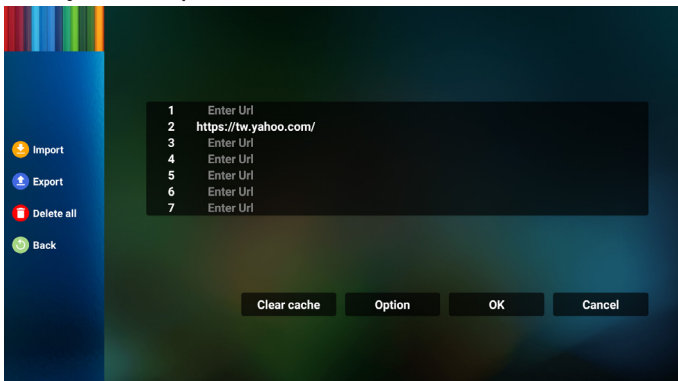 Import
Export
Delete all
Back
1 Enter Url
2 https://tw.yahoo.com/
3 Enter Url
4 Enter Url
5 Enter Url
6 Enter Url
7 Enter Url
Clear cache Option OK Cancel